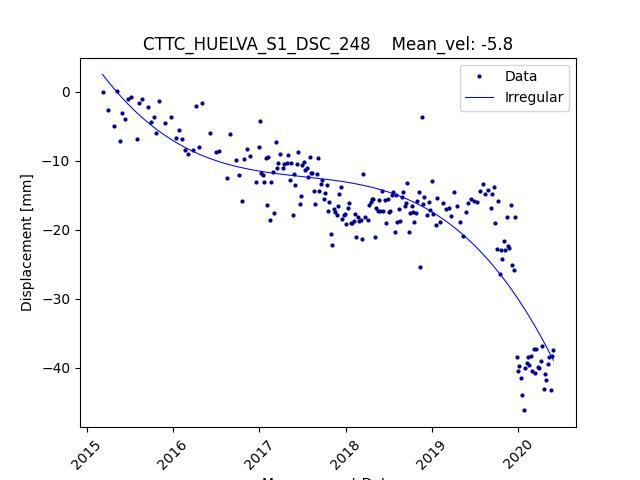 CTTC_HUELVA_S1_DSC_248    Mean_vel: -5.8
Data
Irregular
Displacement [mm]
0
−10
−20
−30
−40
2015
2016
2017
2018
2019
2020